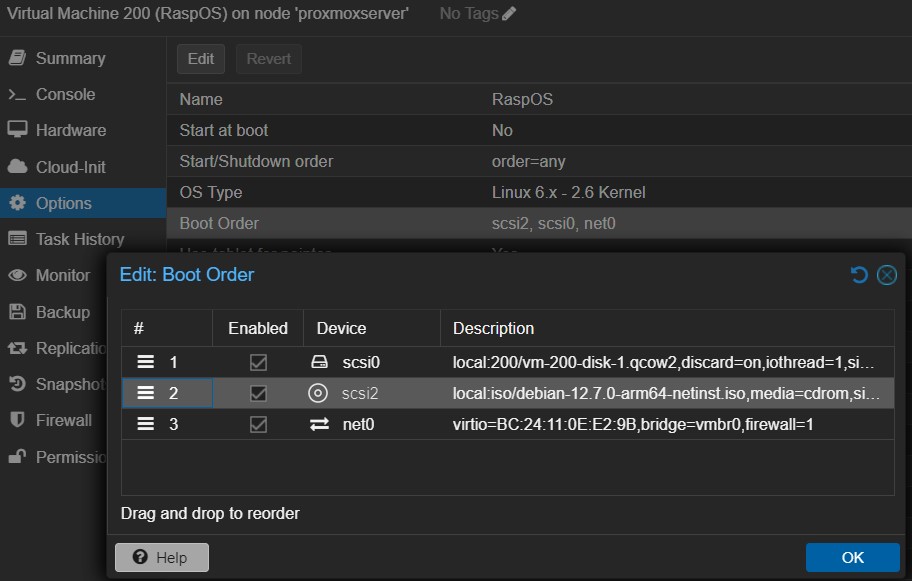 Virtual Machine 200 (RaspOS) on node 'proxmoxserver' No Tags
Summary
Console
Hardware
Cloud-Init
Options
Task History
Monitor
Backup
Replicatio
Snapshot
Firewall
Permissio
Edit Revert
Name RaspOS
Start at boot No
Start/Shutdown order order=any
OS Type Linux 6.x - 2.6 Kernel
Boot Order scsi2, scsi0, net0
Edit: Boot Order
# Enabled Device Description
1 scsi0 local:200/vm-200-disk-1.qcow2,discard=on,iothread=1,si...
2 scsi2 local:iso/debian-12.7.0-arm64-netinst.iso,media=cdrom,si...
3 net0 virtio=BC:24:11:0E:E2:9B,bridge=vmbr0,firewall=1
Drag and drop to reorder
Help OK